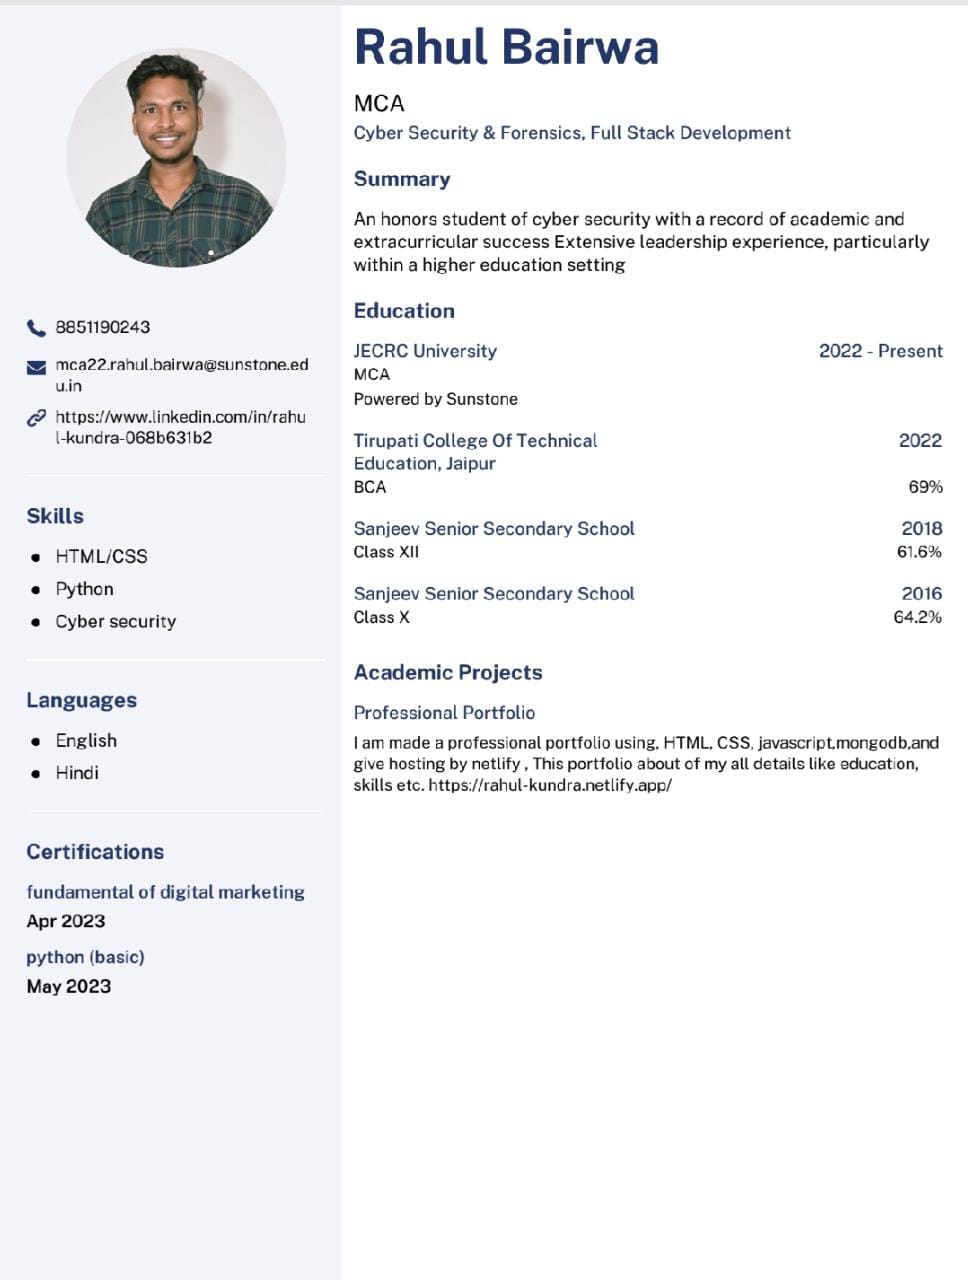 Rahul Bairwa
MCA
Cyber Security & Forensics, Full Stack Development
8851190243
mca22.rahul.bairwa@sunstone.ed
u.in
https://www.linkedin.com/in/rahu
l-kundra-068b631b2
Skills
HTML/CSS
Python
Cyber security
Languages
English
Hindi
Certifications
fundamental of digital marketing
Apr 2023
python (basic)
May 2023
Summary
An honors student of cyber security with a record of academic and
extracurricular success Extensive leadership experience, particularly
within a higher education setting
Education
JECRC University 2022 - Present
MCA
Powered by Sunstone
Tirupati College Of Technical 2022
Education, Jaipur
BCA 69%
Sanjeev Senior Secondary School 2018
Class XII 61.6%
Sanjeev Senior Secondary School 2016
Class X 64.2%
Academic Projects
Professional Portfolio
I am made a professional portfolio using, HTML, CSS, javascript,mongodb,and
give hosting by netlify , This portfolio about of my all details like education,
skills etc. https://rahul-kundra.netlify.app/